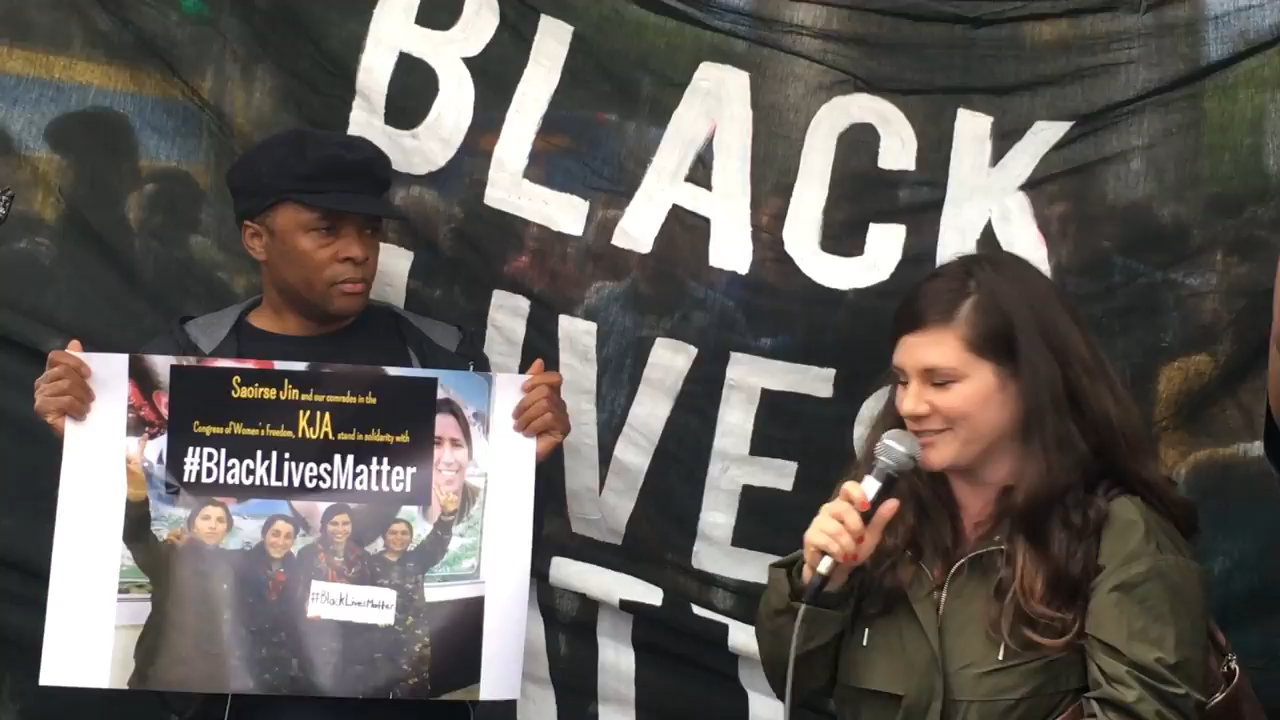 BLACK
LIVES
Saoirse Jin and our comrades in the
Congress of Women's Freedom, KJA, stand in solidarity with
#BlackLivesMatter
#BlackLivesMatter